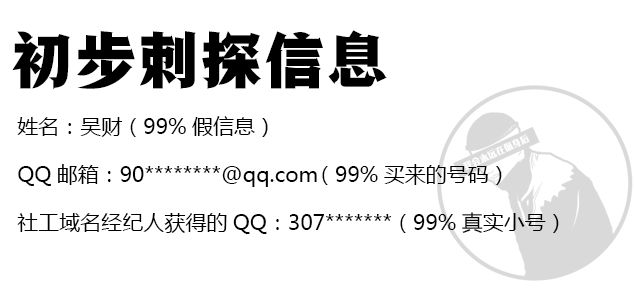 初步刺探信息
姓名：吴财（99% 假信息）
QQ 邮箱：90********@qq.com（99% 买来的号码）
社工域名经纪人获得的 QQ：307*******（99% 真实小号）